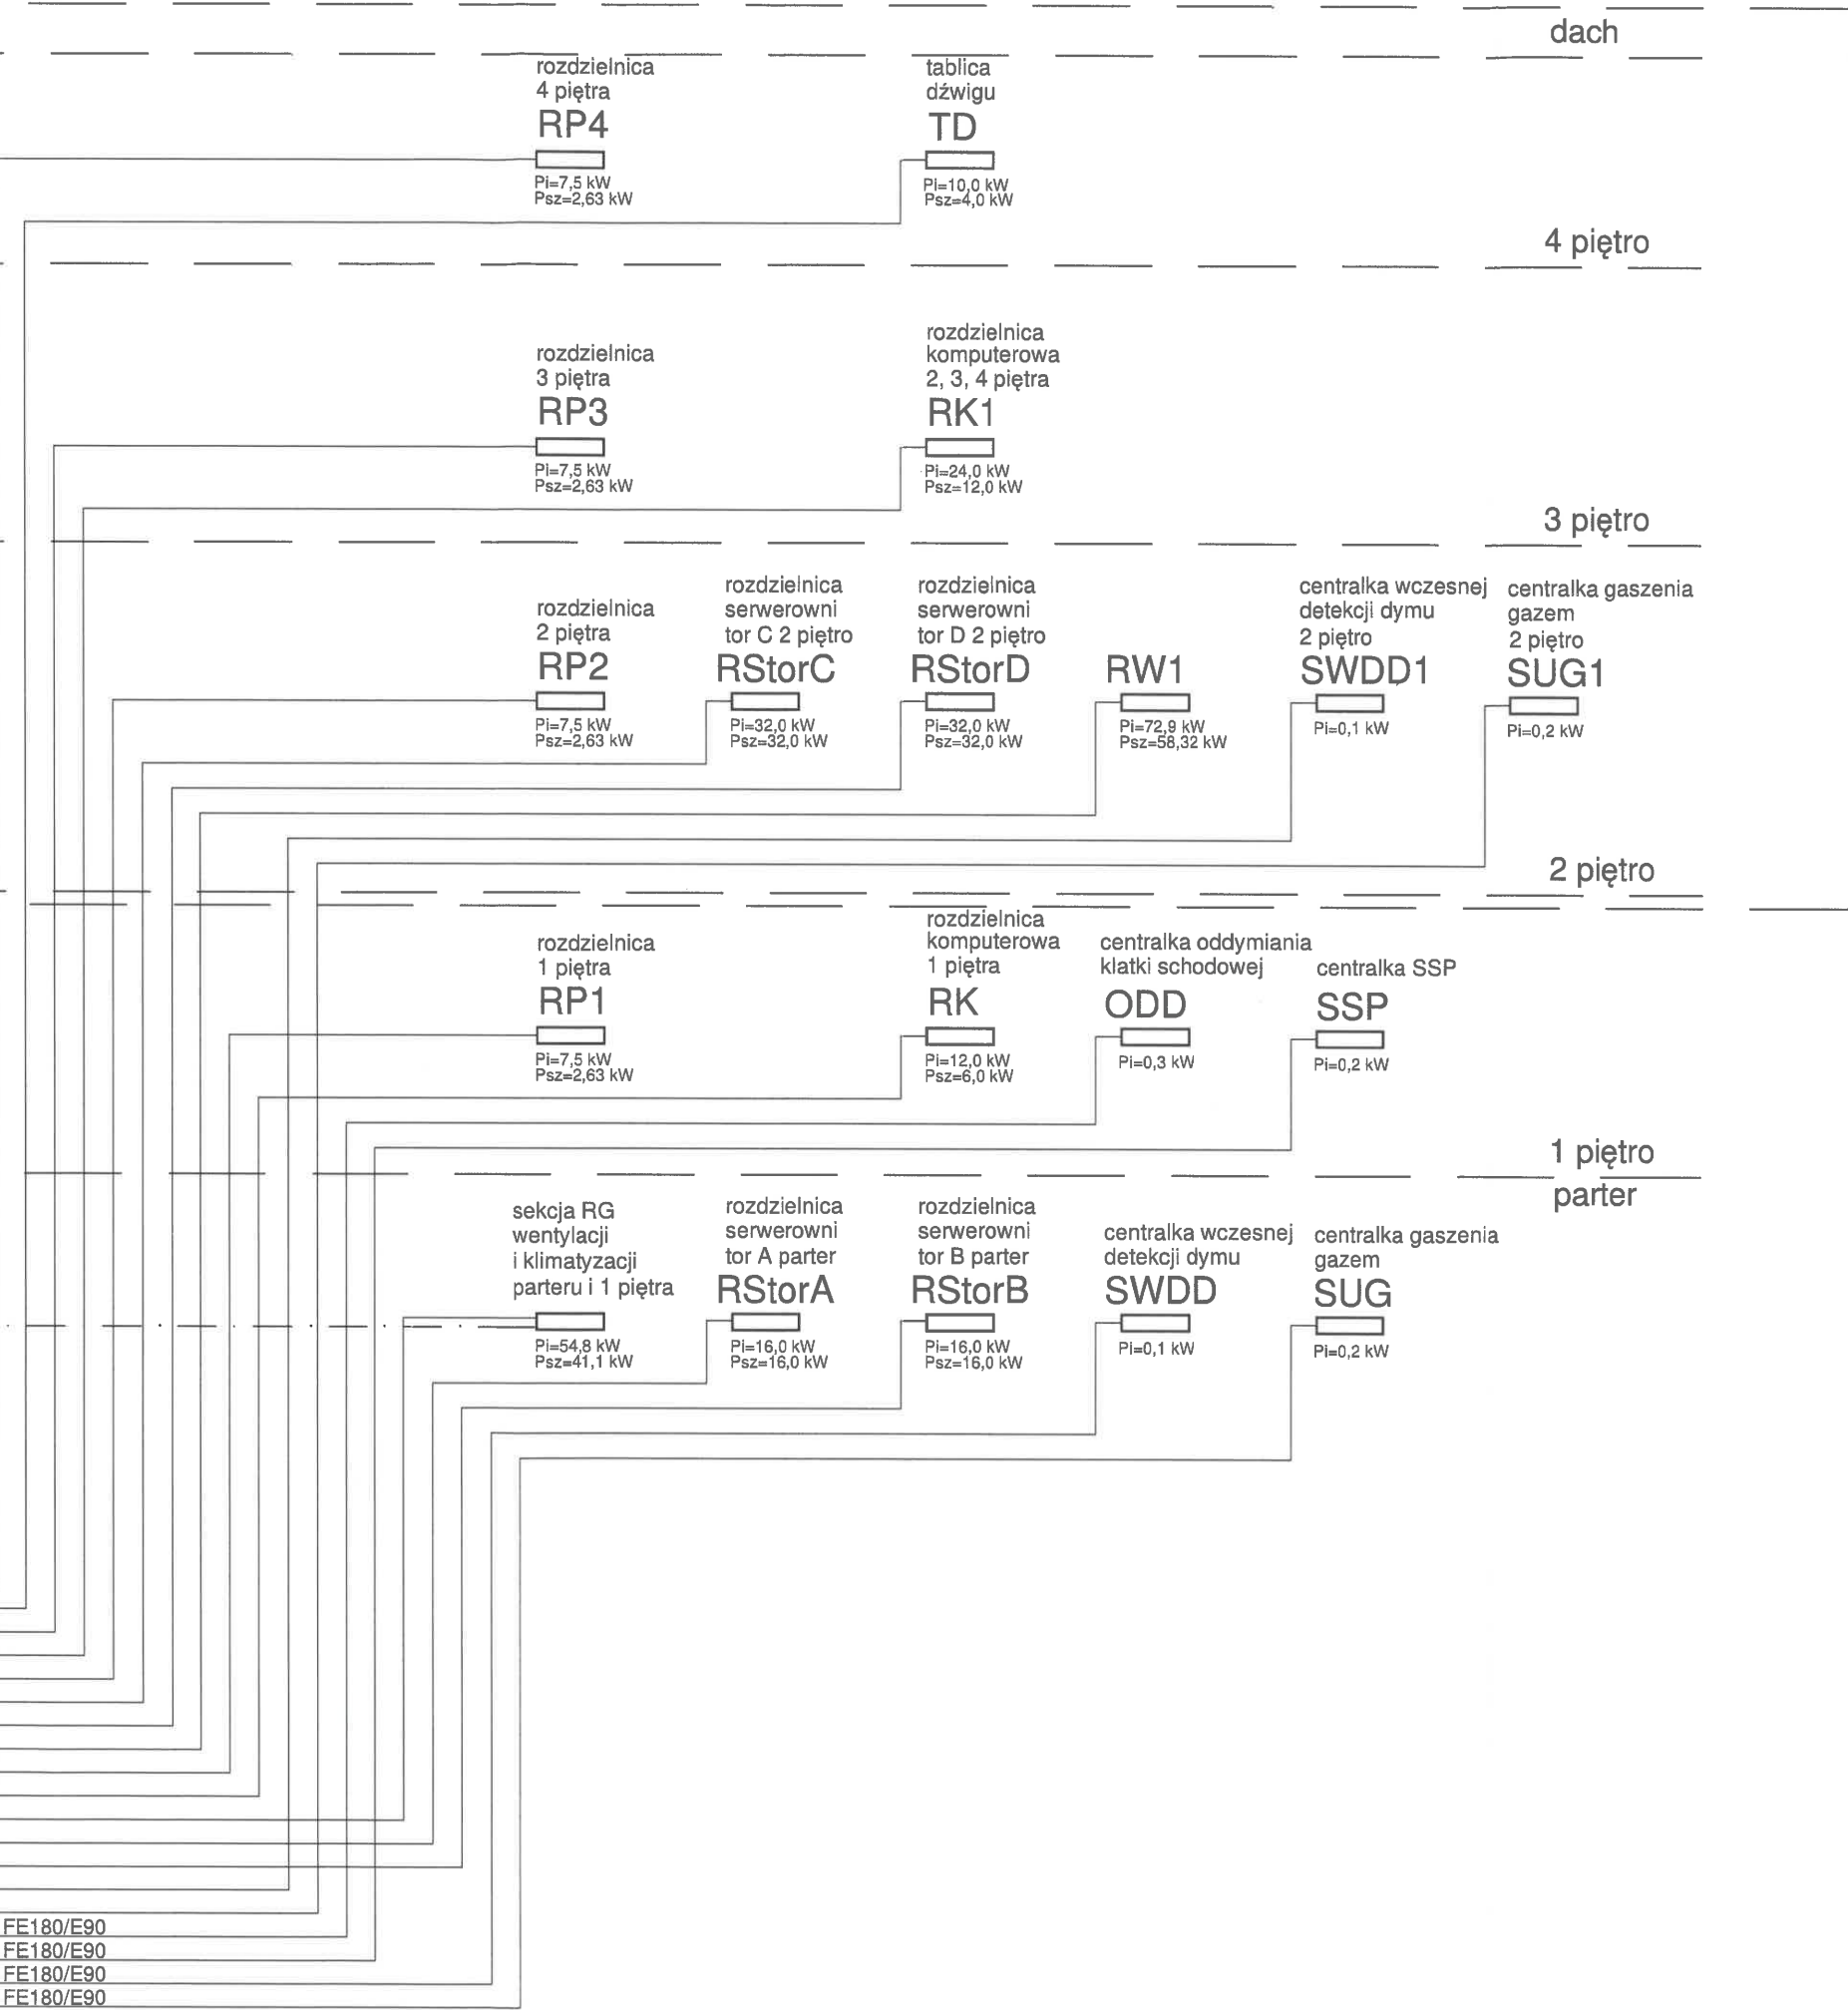 dach
rozdzielnica
4 piętra
RP4
Pi=7,5 kW
Psz=2,63 kW
tablica
dźwigu
TD
Pi=10,0 kW
Psz=4,0 kW
4 piętro
rozdzielnica
3 piętra
RP3
Pi=7,5 kW
Psz=2,63 kW
rozdzielnica
komputerowa
2, 3, 4 piętra
RK1
Pi=24,0 kW
Psz=12,0 kW
3 piętro
rozdzielnica
2 piętra
RP2
Pi=7,5 kW
Psz=2,63 kW
rozdzielnica
serwerowni
tor C 2 piętro
RStorC
Pi=32,0 kW
Psz=32,0 kW
rozdzielnica
serwerowni
tor D 2 piętro
RStorD
Pi=32,0 kW
Psz=32,0 kW
RW1
Pi=72,9 kW
Psz=58,32 kW
centralka wczesnej
detekcji dymu
2 piętro
SWDD1
Pi=0,1 kW
centralka gaszenia
gazem
2 piętro
SUG1
Pi=0,2 kW
2 piętro
rozdzielnica
1 piętra
RP1
Pi=7,5 kW
Psz=2,63 kW
rozdzielnica
komputerowa
1 piętra
RK
Pi=12,0 kW
Psz=6,0 kW
centralka oddymiania
klatki schodowej
ODD
Pi=0,3 kW
centralka SSP
SSP
Pi=0,2 kW
1 piętro
parter
sekcja RG
wentylacji
i klimatyzacji
parteru i 1 piętra
Pi=54,8 kW
Psz=41,1 kW
rozdzielnica
serwerowni
tor A parter
RStorA
Pi=16,0 kW
Psz=16,0 kW
rozdzielnica
serwerowni
tor B parter
RStorB
Pi=16,0 kW
Psz=16,0 kW
centralka wczesnej
detekcji dymu
SWDD
Pi=0,1 kW
centralka gaszenia
gazem
SUG
Pi=0,2 kW
FE180/E90
FE180/E90
FE180/E90
FE180/E90